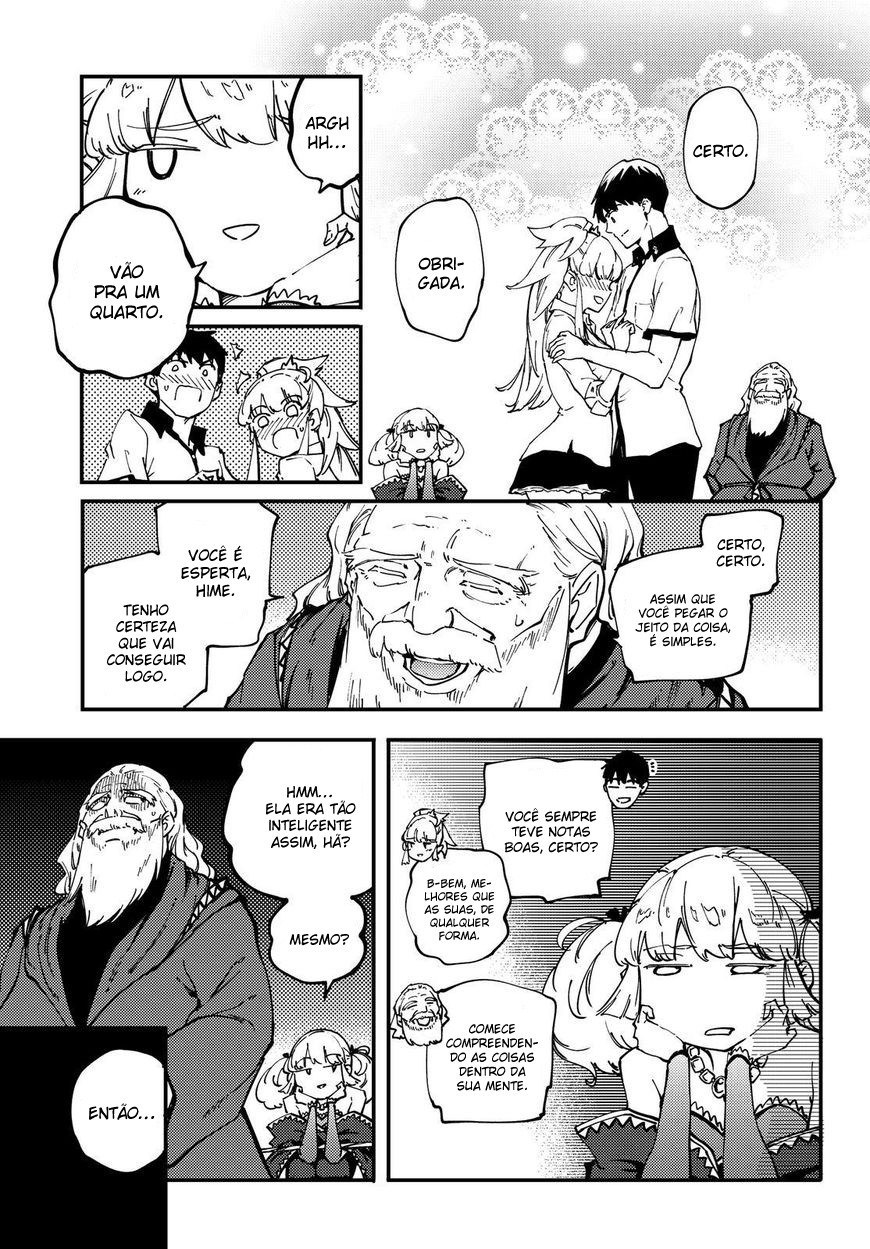 CERTO.
OBRI-
GADA.
ARGH
HH...
VÃO
PRA UM
QUARTO.
CERTO,
CERTO.
ASSIM QUE
VOCÊ PEGAR O
JEITO DA COISA,
É SIMPLES.
VOCÊ É
ESPERTA,
HIME.
TENHO
CERTEZA
QUE VAI
CONSEGUIR
LOGO.
VOCÊ SEMPRE
TEVE NOTAS
BOAS, CERTO?
B-BEM, ME-
LHORES QUE
AS SUAS, DE
QUALQUER
FORMA.
COMECE
COMPREENDEN-
DO AS COISAS
DENTRO DA
SUA MENTE.
HMM...
ELA ERA TÃO
INTELIGENTE
ASSIM, HÃ?
MESMO?
ENTÃO...